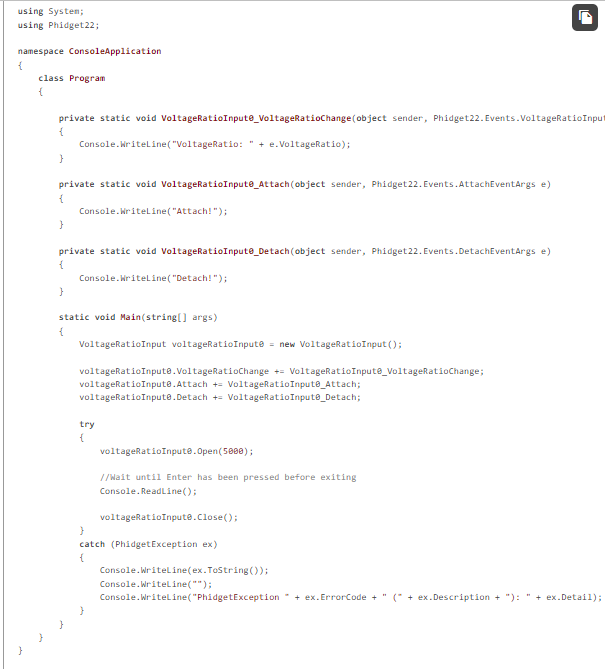 using System;
using Phidget22;
namespace ConsoleApplication
{
class Program
{
private static void VoltageRatioInput0_VoltageRatioChange(object sender, Phidget22.Events.VoltageRatioInput
{
Console.WriteLine("VoltageRatio: " + e.VoltageRatio);
}
private static void VoltageRatioInput0_Attach(object sender, Phidget22.Events.AttachEventArgs e)
{
Console.WriteLine("Attach!");
}
private static void VoltageRatioInput0_Detach(object sender, Phidget22.Events.DetachEventArgs e)
{
Console.WriteLine("Detach!");
}
static void Main(string[] args)
{
VoltageRatioInput voltageRatioInput0 = new VoltageRatioInput();
voltageRatioInput0.VoltageRatioChange += VoltageRatioInput0_VoltageRatioChange;
voltageRatioInput0.Attach += VoltageRatioInput0_Attach;
voltageRatioInput0.Detach += VoltageRatioInput0_Detach;
try
{
voltageRatioInput0.Open(5000);
//Wait until Enter has been pressed before exiting
Console.ReadLine();
voltageRatioInput0.Close();
}
catch (PhidgetException ex)
{
Console.WriteLine(ex.ToString());
Console.WriteLine("");
Console.WriteLine("PhidgetException " + ex.ErrorCode + " (" + ex.Description + "): " + ex.Detail);
}
}
}
}